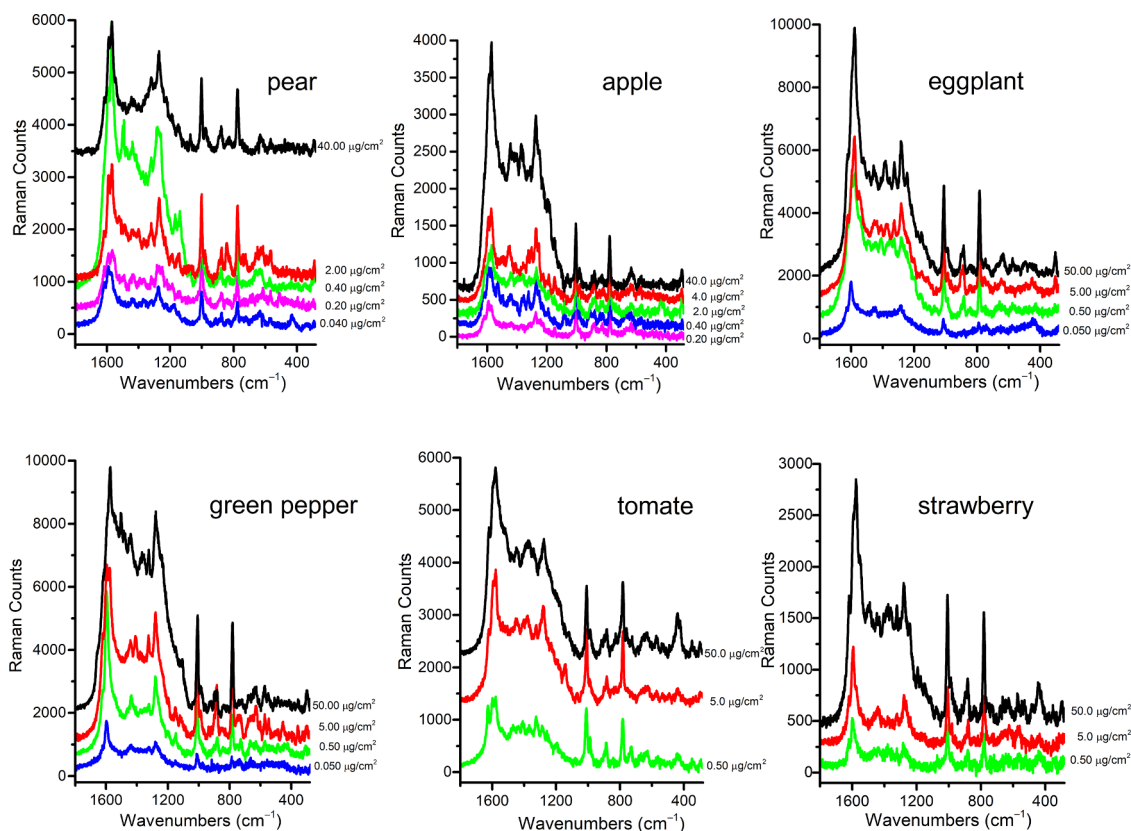 pear
Raman Counts
6000
5000
4000
3000
2000
1000
0
40.00 µg/cm²
2.00 µg/cm²
0.40 µg/cm²
0.20 µg/cm²
0.040 µg/cm²
1600 1200 800 400
Wavenumbers (cm⁻¹)
apple
Raman Counts
4000
3500
3000
2500
2000
1500
1000
500
0
40.0 µg/cm²
4.0 µg/cm²
2.0 µg/cm²
0.40 µg/cm²
0.20 µg/cm²
1600 1200 800 400
Wavenumbers (cm⁻¹)
eggplant
Raman Counts
10000
8000
6000
4000
2000
0
50.00 µg/cm²
5.00 µg/cm²
0.50 µg/cm²
0.050 µg/cm²
1600 1200 800 400
Wavenumbers (cm⁻¹)
green pepper
Raman Counts
10000
8000
6000
4000
2000
0
50.00 µg/cm²
5.00 µg/cm²
0.50 µg/cm²
0.050 µg/cm²
1600 1200 800 400
Wavenumbers (cm⁻¹)
tomate
Raman Counts
6000
5000
4000
3000
2000
1000
0
50.0 µg/cm²
5.0 µg/cm²
0.50 µg/cm²
1600 1200 800 400
Wavenumbers (cm⁻¹)
strawberry
Raman Counts
3000
2500
2000
1500
1000
500
0
50.0 µg/cm²
5.0 µg/cm²
0.50 µg/cm²
1600 1200 800 400
Wavenumbers (cm⁻¹)